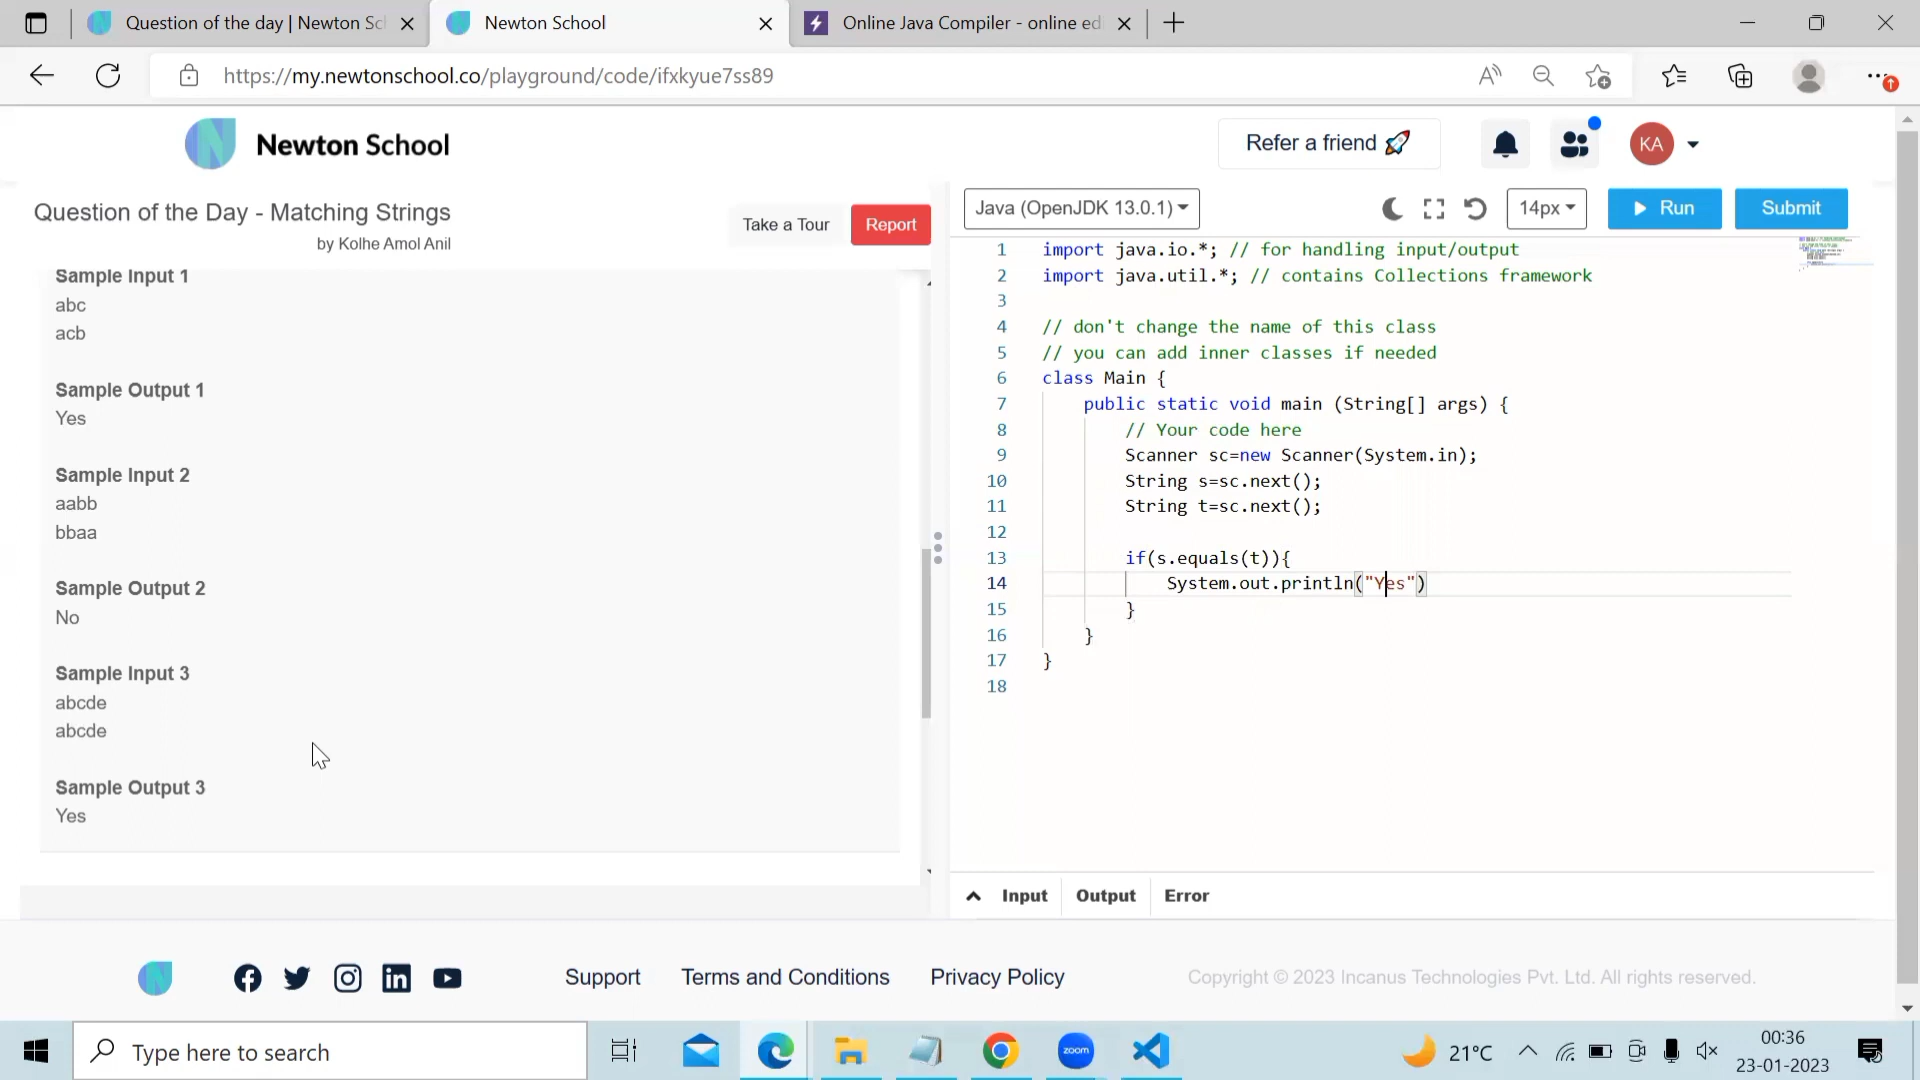 Question of the day | Newton Sc
Newton School
Online Java Compiler - online edi
https://my.newtonschool.co/playground/code/ifxkyue7ss89
Newton School
Refer a friend 🚀
KA
Question of the Day - Matching Strings
by Kolhe Amol Anil
Take a Tour
Report
Sample Input 1
abc
acb
Sample Output 1
Yes
Sample Input 2
aabb
bbaa
Sample Output 2
No
Sample Input 3
abcde
abcde
Sample Output 3
Yes
Java (OpenJDK 13.0.1)
14px
Run
Submit
1 import java.io.*; // for handling input/output
2 import java.util.*; // contains Collections framework
3
4 // don't change the name of this class
5 // you can add inner classes if needed
6 class Main {
7 public static void main (String[] args) {
8 // Your code here
9 Scanner sc=new Scanner(System.in);
10 String s=sc.next();
11 String t=sc.next();
12
13 if(s.equals(t)){
14 System.out.println("Yes")
15 }
16 }
17 }
18
Input Output Error
Support Terms and Conditions Privacy Policy
Copyright © 2023 Incanus Technologies Pvt. Ltd. All rights reserved.
Type here to search
zoom
21°C
00:36
23-01-2023